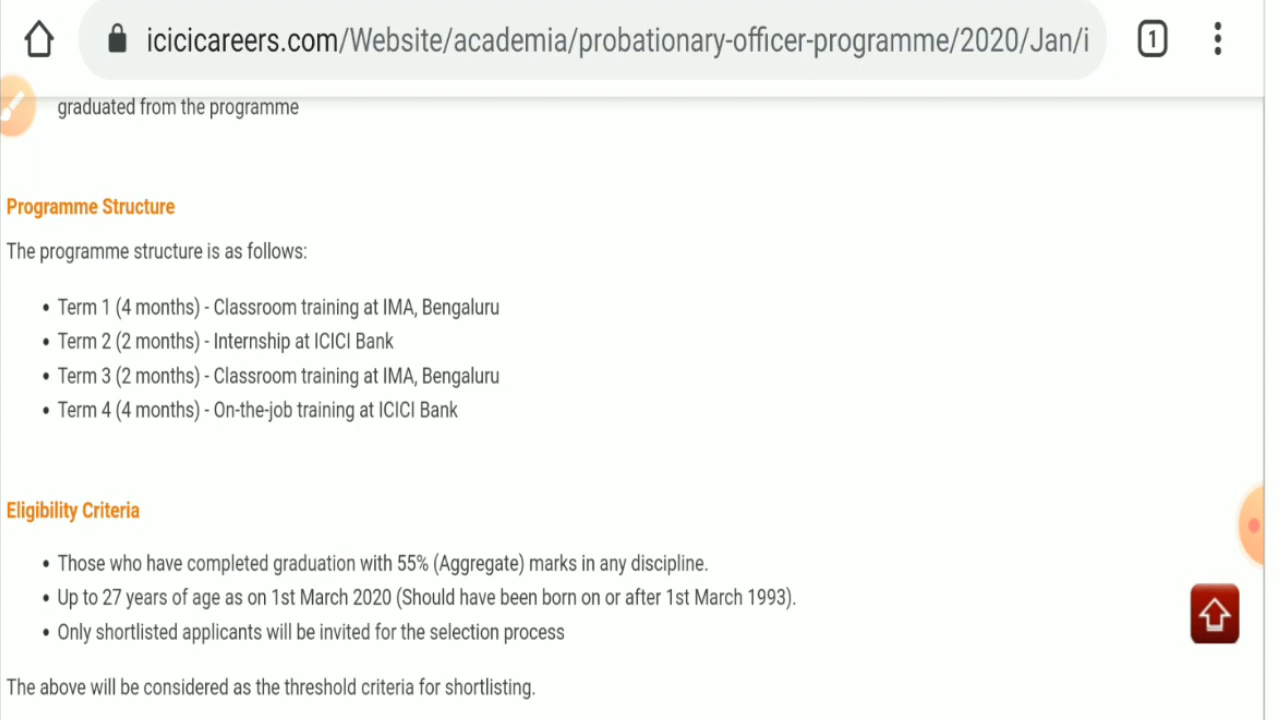 icicicareers.com/Website/academia/probationary-officer-programme/2020/Jan/i
1
graduated from the programme
Programme Structure
The programme structure is as follows:
• Term 1 (4 months) - Classroom training at IMA, Bengaluru
• Term 2 (2 months) - Internship at ICICI Bank
• Term 3 (2 months) - Classroom training at IMA, Bengaluru
• Term 4 (4 months) - On-the-job training at ICICI Bank
Eligibility Criteria
• Those who have completed graduation with 55% (Aggregate) marks in any discipline.
• Up to 27 years of age as on 1st March 2020 (Should have been born on or after 1st March 1993).
• Only shortlisted applicants will be invited for the selection process
The above will be considered as the threshold criteria for shortlisting.